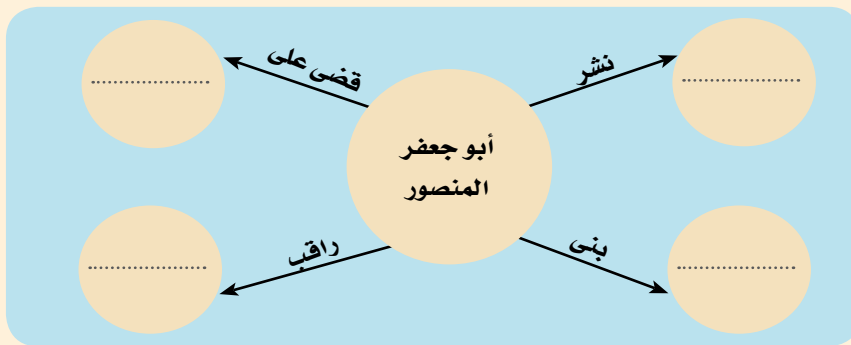 نشر
قضى على
أبو جعفر
المنصور
بنى
راقب